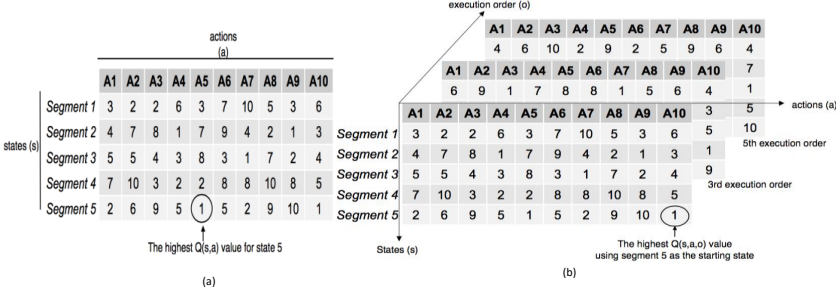 actions
(a)
A1 A2 A3 A4 A5 A6 A7 A8 A9 A10
states (s)
Segment 1 3 2 2 6 3 7 10 5 3 6
Segment 2 4 7 8 1 7 9 4 2 1 3
Segment 3 5 5 4 3 8 3 1 7 2 4
Segment 4 7 10 3 2 2 8 8 10 8 5
Segment 5 2 6 9 5 1 5 2 9 10 1
The highest Q(s,a) value for state 5
(a)
execution order (o)
A1 A2 A3 A4 A5 A6 A7 A8 A9 A10
4 6 10 2 9 2 5 9 6 4
7
1
5
10
5th execution order
A1 A2 A3 A4 A5 A6 A7 A8 A9 A10
6 9 1 7 8 8 1 5 6 4
3
5
1
9
3rd execution order
actions (a)
A1 A2 A3 A4 A5 A6 A7 A8 A9 A10
Segment 1 3 2 2 6 3 7 10 5 3 6
Segment 2 4 7 8 1 7 9 4 2 1 3
Segment 3 5 5 4 3 8 3 1 7 2 4
Segment 4 7 10 3 2 2 8 8 10 8 5
Segment 5 2 6 9 5 1 5 2 9 10 1
States (s)
The highest Q(s,a,o) value
using segment 5 as the starting state
(b)